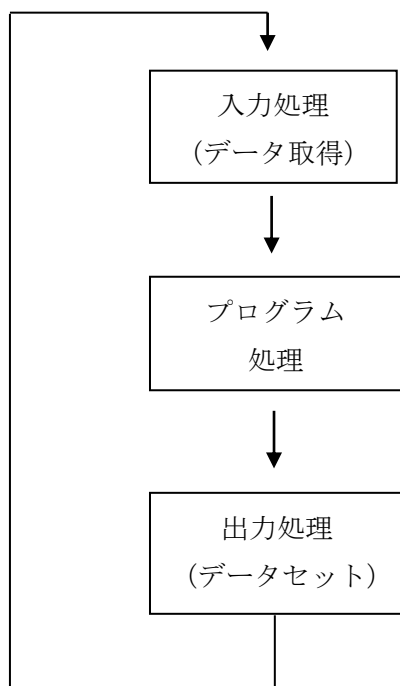 入力処理
（データ取得）
プログラム
処理
出力処理
（データセット）